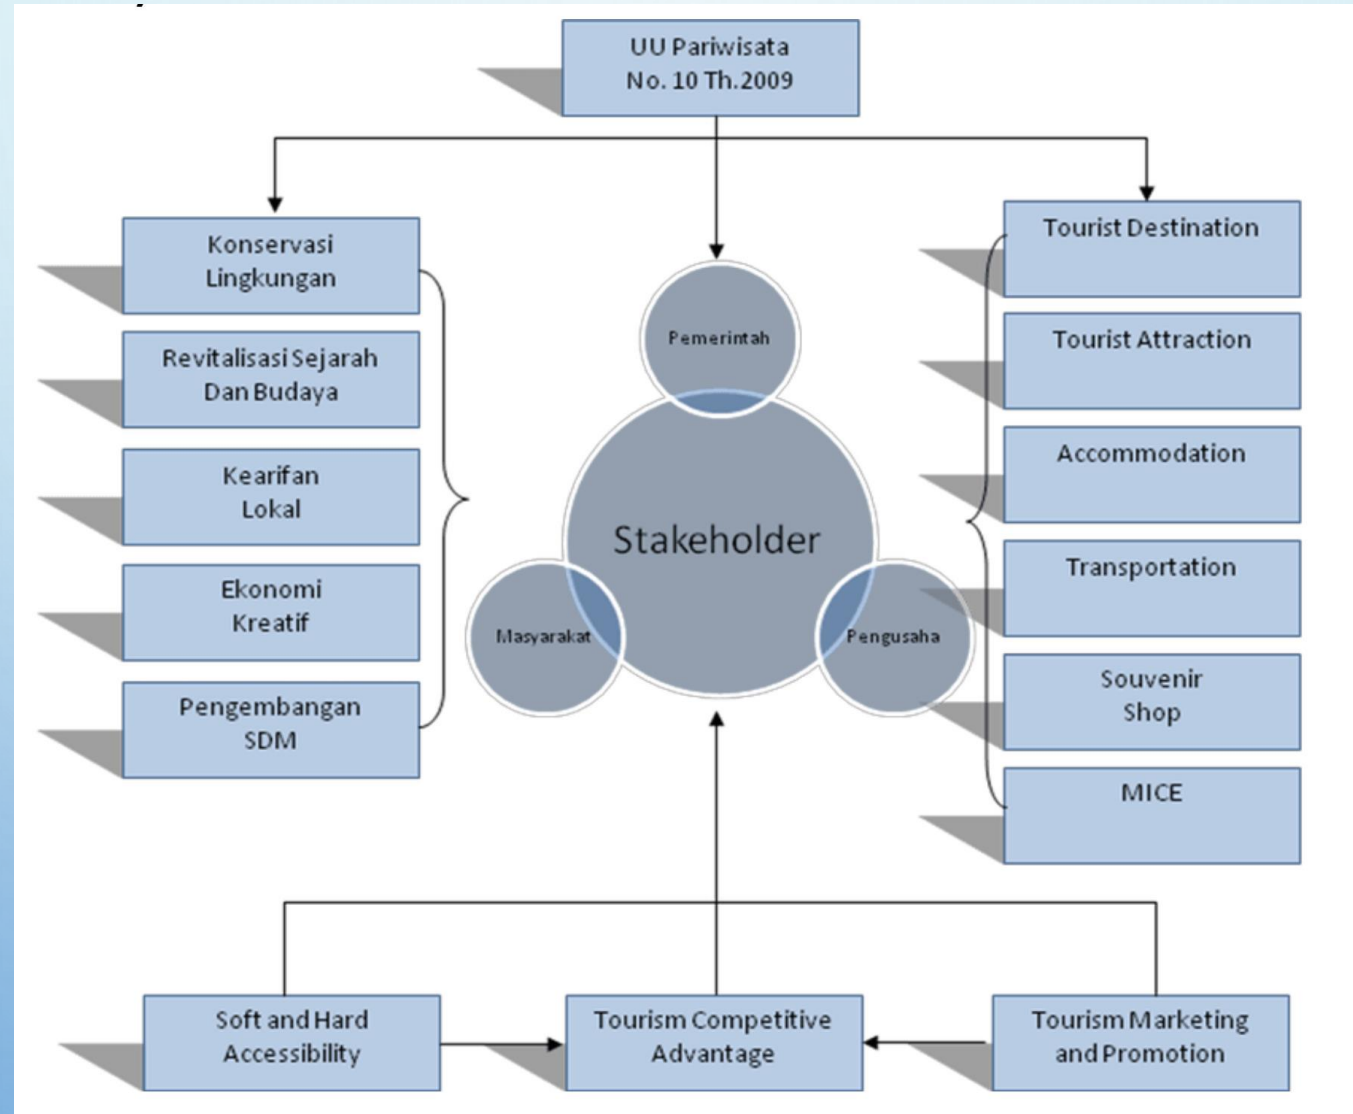 UU Pariwisata
No. 10 Th.2009
Konservasi
Lingkungan
Revitalisasi Sejarah
Dan Budaya
Kearifan
Lokal
Ekonomi
Kreatif
Pengembangan
SDM
Pemerintah
Stakeholder
Masyarakat
Pengusaha
Tourist Destination
Tourist Attraction
Accommodation
Transportation
Souvenir
Shop
MICE
Soft and Hard
Accessibility
Tourism Competitive
Advantage
Tourism Marketing
and Promotion